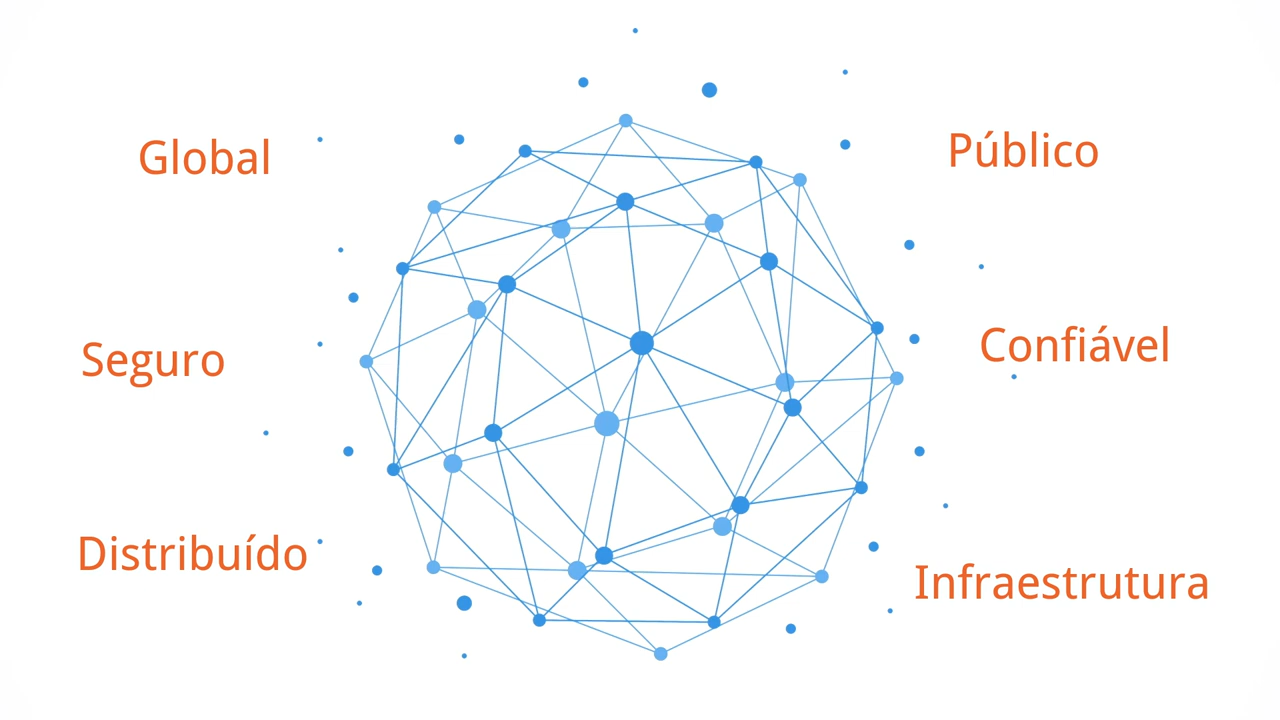 Global
Público
Seguro
Confiável
Distribuído
Infraestrutura